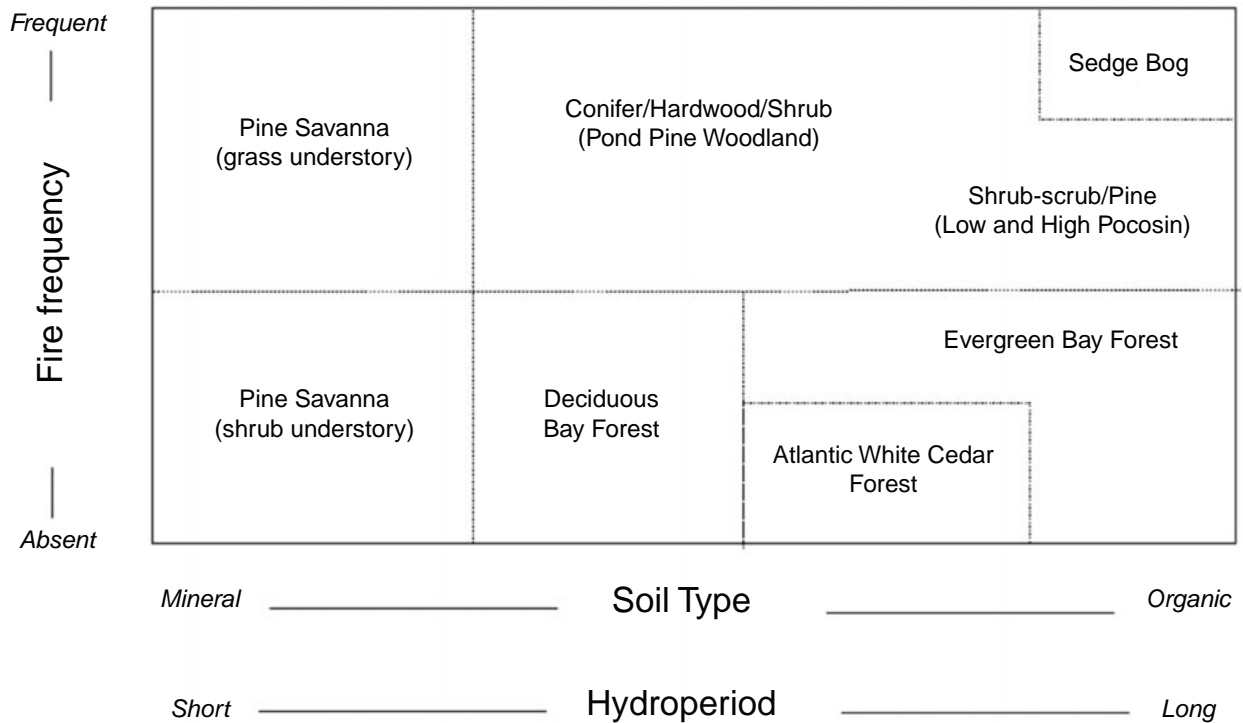 Frequent
Sedge Bog
Conifer/Hardwood/Shrub
(Pond Pine Woodland)
Pine Savanna
(grass understory)
Shrub-scrub/Pine
(Low and High Pocosin)
Fire frequency
Evergreen Bay Forest
Pine Savanna
(shrub understory)
Deciduous
Bay Forest
Atlantic White Cedar
Forest
Absent
Mineral
Soil Type
Organic
Short
Hydroperiod
Long